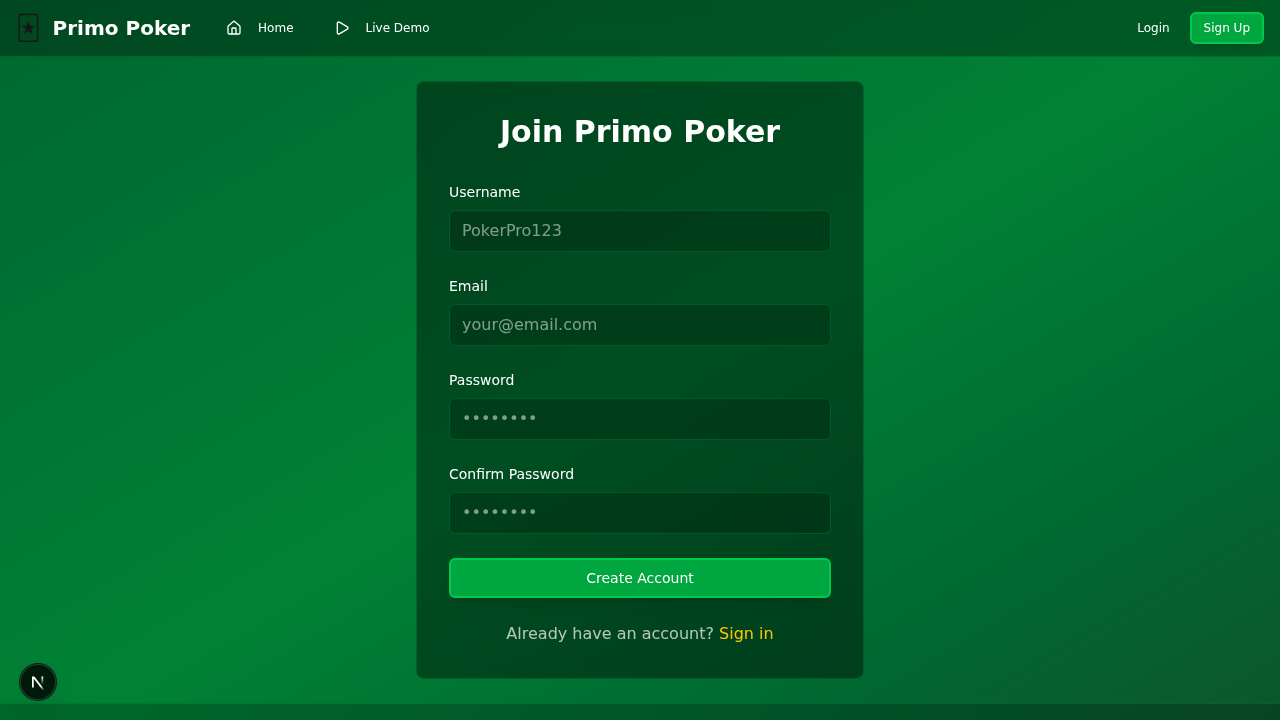 Primo Poker
Home
Live Demo
Login
Sign Up
Join Primo Poker
Username
PokerPro123
Email
your@email.com
Password
••••••••
Confirm Password
••••••••
Create Account
Already have an account? Sign in
N